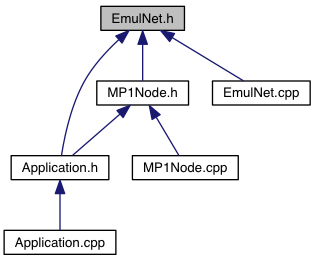 EmulNet.h
MP1Node.h
EmulNet.cpp
Application.h
MP1Node.cpp
Application.cpp